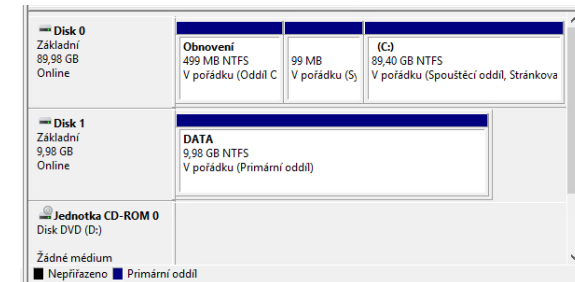 Disk 0
Základní
89,98 GB
Online
Obnovení
499 MB NTFS
V pořádku (Oddíl O
99 MB
V pořádku (Sy
(C:)
89,40 GB NTFS
V pořádku (Spouštěcí oddíl, Stránkova
Disk 1
Základní
9,98 GB
Online
DATA
9,98 GB NTFS
V pořádku (Primární oddíl)
Jednotka CD-ROM 0
Disk DVD (D:)
Žádné médium
Nepřiřazeno Primární oddíl